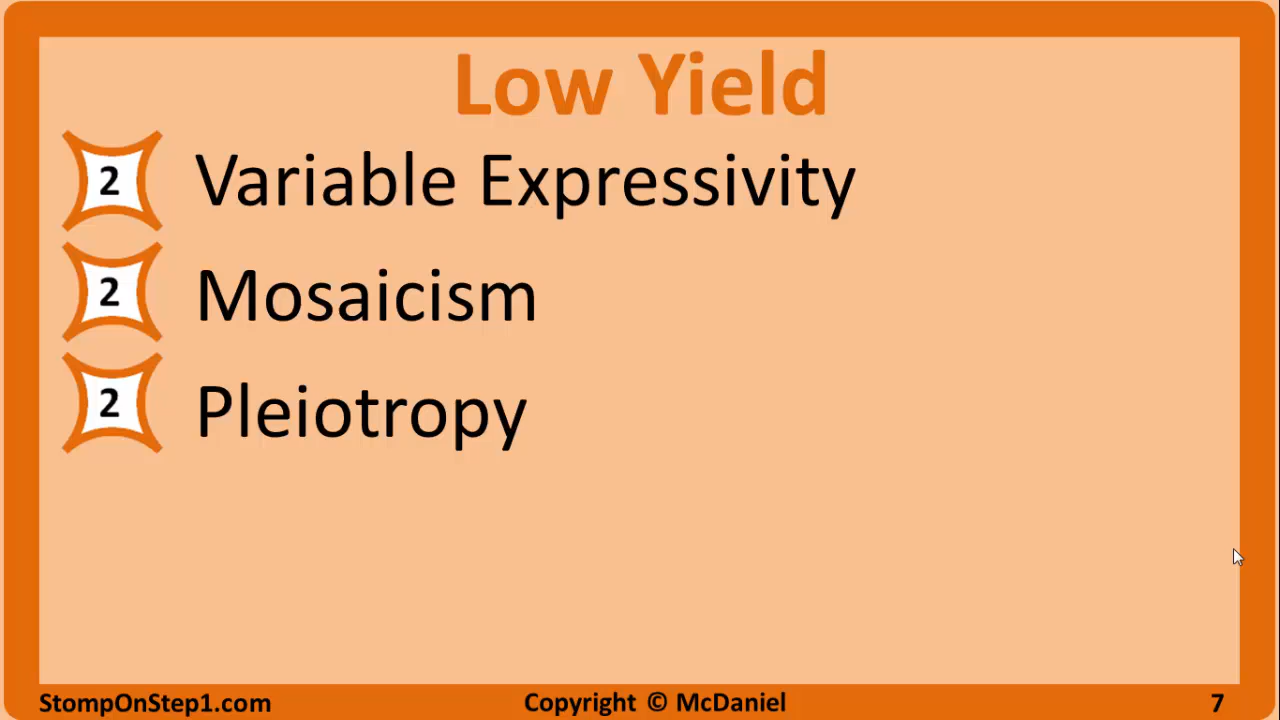 Low Yield
2 Variable Expressivity
2 Mosaicism
2 Pleiotropy
StompOnStep1.com Copyright © McDaniel 7